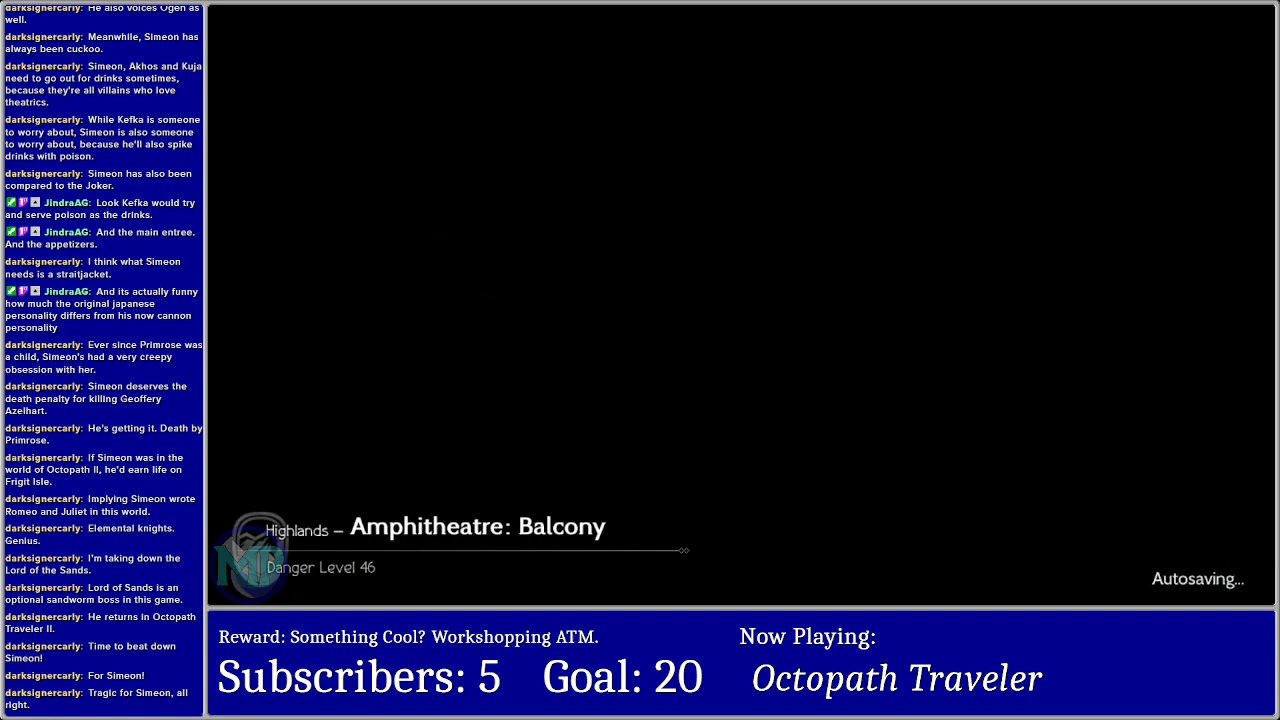 darksignercarly: He also voices Ogen as
well.
darksignercarly: Meanwhile, Simeon has
always been cuckoo.
darksignercarly: Simeon, Akhos and Kuja
need to go out for drinks sometimes,
because they're all villains who love
theatrics.
darksignercarly: While Kefka is someone
to worry about, Simeon is also someone
to worry about, because he'll also spike
drinks with poison.
darksignercarly: Simeon has also been
compared to the Joker.
JindraAG: Look Kefka would try
and serve poison as the drinks.
JindraAG: And the main entree.
And the appetizers.
darksignercarly: I think what Simeon
needs is a straitjacket.
JindraAG: And its actually funny
how much the original japanese
personality differs from his now cannon
personality
darksignercarly: Ever since Primrose was
a child, Simeon's had a very creepy
obsession with her.
darksignercarly: Simeon deserves the
death penalty for killing Geoffery
Azelhart.
darksignercarly: He's getting it. Death by
Primrose.
darksignercarly: If Simeon was in the
world of Octopath II, he'd earn life on
Frigit Isle.
darksignercarly: Implying Simeon wrote
Romeo and Juliet in this world.
darksignercarly: Elemental knights.
Genius.
darksignercarly: I'm taking down the
Lord of the Sands.
darksignercarly: Lord of Sands is an
optional sandworm boss in this game.
darksignercarly: He returns in Octopath
Traveler II.
darksignercarly: Time to beat down
Simeon!
darksignercarly: For Simeon!
darksignercarly: Tragic for Simeon, all
right.
Highlands – Amphitheatre: Balcony
Danger Level 46
MP
Autosaving...
Reward: Something Cool? Workshopping ATM.
Subscribers: 5 Goal: 20
Now Playing:
Octopath Traveler